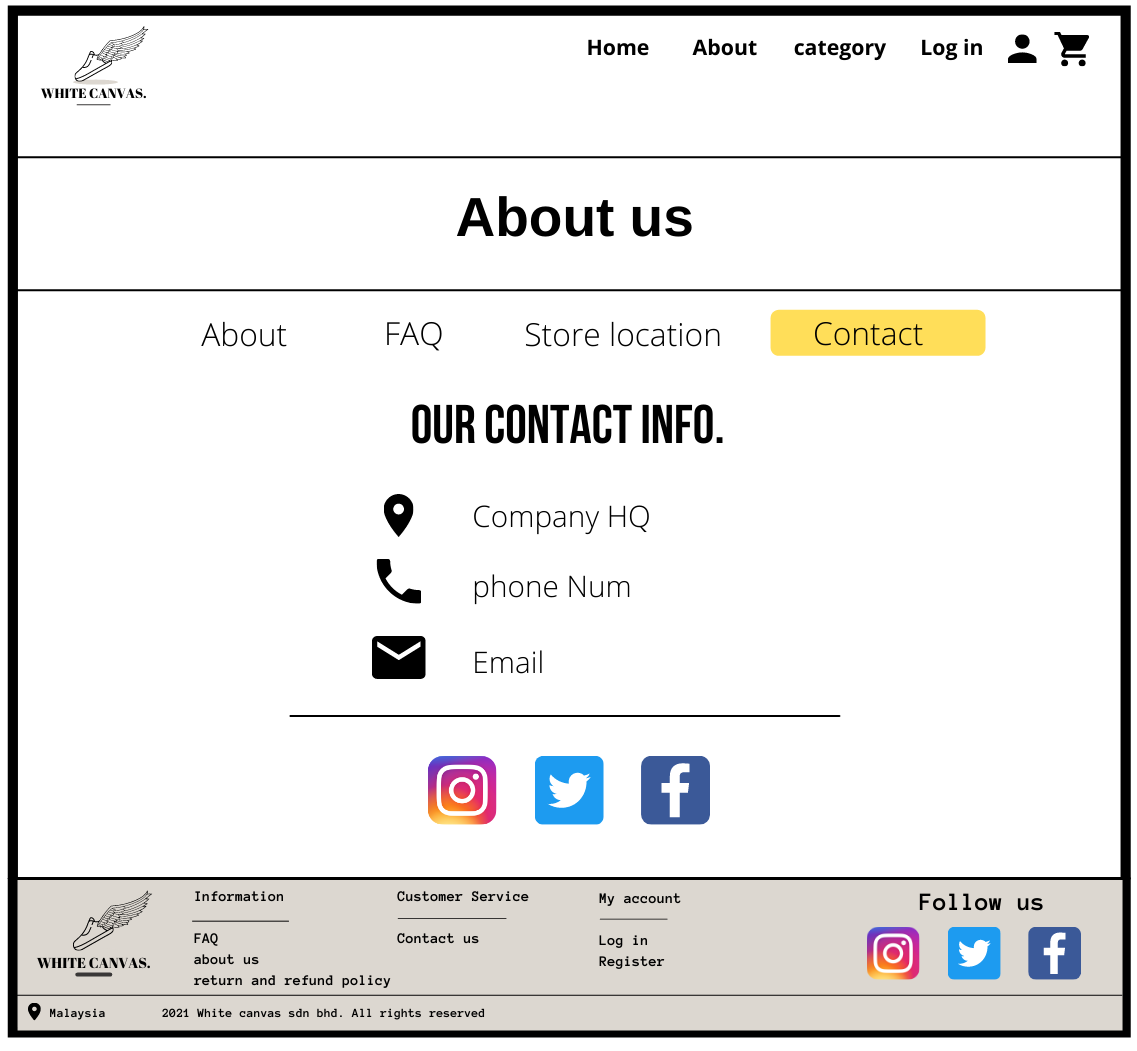 WHITE CANVAS.
Home About category Log in
About us
About FAQ Store location Contact
OUR CONTACT INFO.
Company HQ
phone Num
Email
WHITE CANVAS.
Information
FAQ
about us
return and refund policy
Customer Service
Contact us
My account
Log in
Register
Follow us
Malaysia 2021 White canvas sdn bhd. All rights reserved